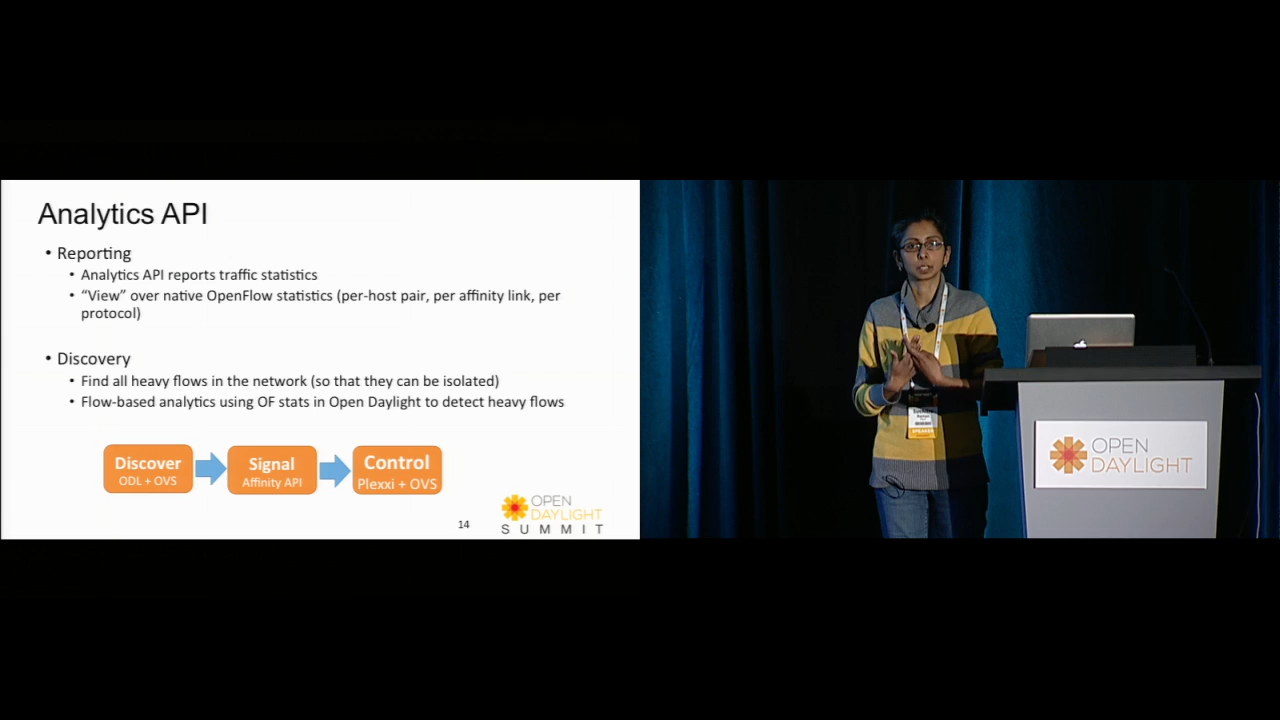 Analytics API
• Reporting
• Analytics API reports traffic statistics
• “View” over native OpenFlow statistics (per-host pair, per affinity link, per
protocol)
• Discovery
• Find all heavy flows in the network (so that they can be isolated)
• Flow-based analytics using OF stats in Open Daylight to detect heavy flows
Discover
ODL + OVS
Signal
Affinity API
Control
Plexxi + OVS
14
OPEN
DAYLIGHT
SUMMIT
OPEN
DAYLIGHT
SPEAKER